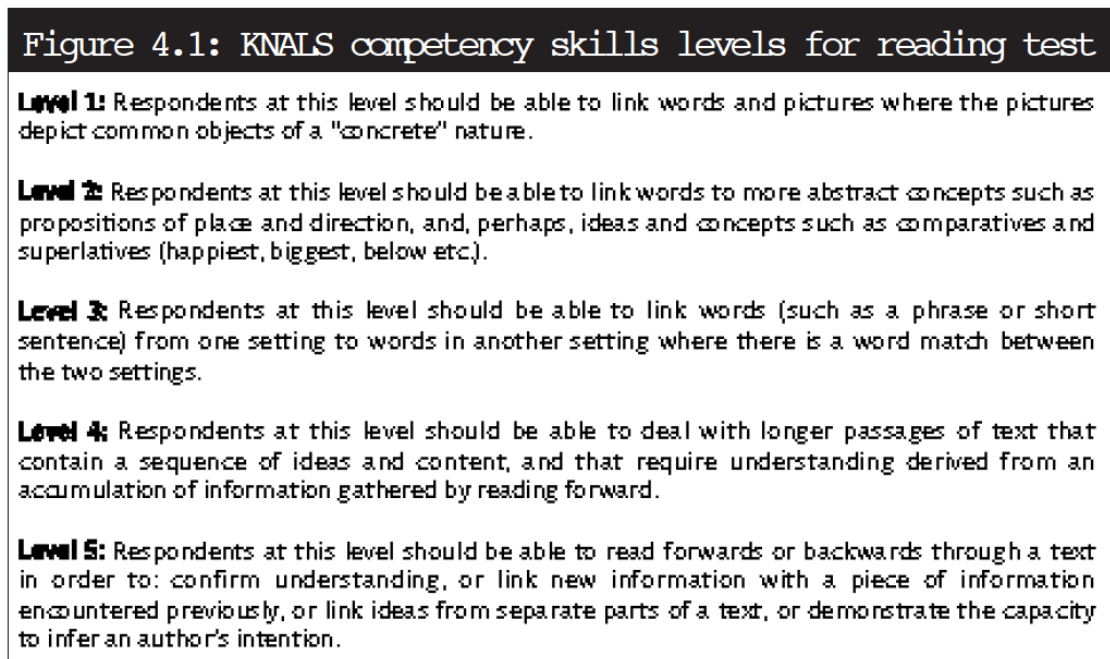 Figure 4.1: KNALS competency skills levels for reading test
Level 1: Respondents at this level should be able to link words and pictures where the pictures
depict common objects of a "concrete" nature.
Level 2: Respondents at this level should be able to link words to more abstract concepts such as
propositions of place and direction, and, perhaps, ideas and concepts such as comparatives and
superlatives (happiest, biggest, below etc.).
Level 3: Respondents at this level should be able to link words (such as a phrase or short
sentence) from one setting to words in another setting where there is a word match between
the two settings.
Level 4: Respondents at this level should be able to deal with longer passages of text that
contain a sequence of ideas and content, and that require understanding derived from an
accumulation of information gathered by reading forward.
Level 5: Respondents at this level should be able to read forwards or backwards through a text
in order to: confirm understanding, or link new information with a piece of information
encountered previously, or link ideas from separate parts of a text, or demonstrate the capacity
to infer an author's intention.